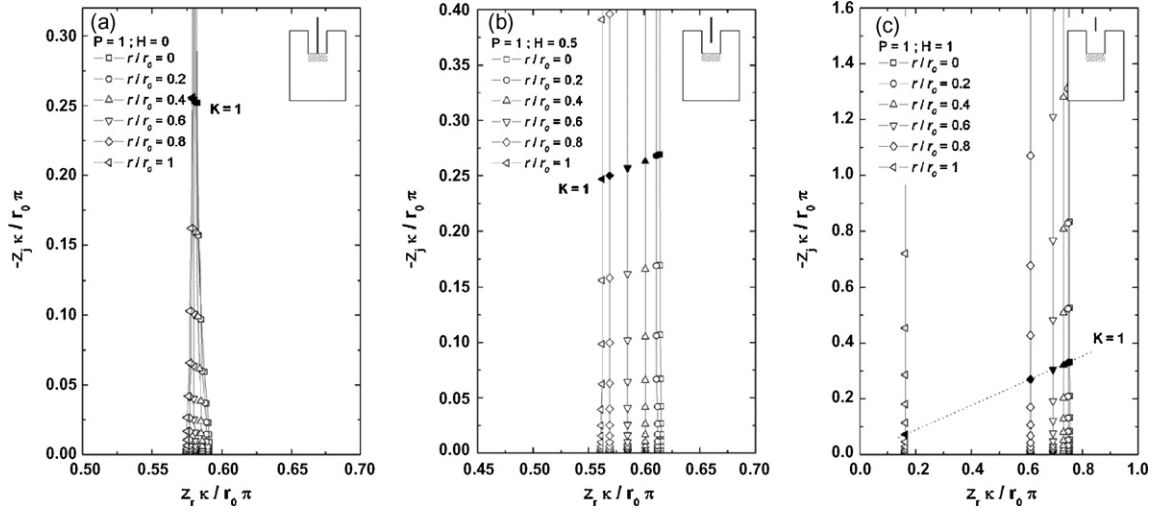 (a)
P = 1 ; H = 0
r / r0 = 0
r / r0 = 0.2
r / r0 = 0.4
r / r0 = 0.6
r / r0 = 0.8
r / r0 = 1
K = 1
0.30
0.25
0.20
0.15
0.10
0.05
0.00
-zj κ / r0 π
0.50 0.55 0.60 0.65 0.70
zr κ / r0 π
(b)
P = 1 ; H = 0.5
r / r0 = 0
r / r0 = 0.2
r / r0 = 0.4
r / r0 = 0.6
r / r0 = 0.8
r / r0 = 1
K = 1
0.40
0.35
0.30
0.25
0.20
0.15
0.10
0.05
0.00
-zj κ / r0 π
0.45 0.50 0.55 0.60 0.65 0.70
zr κ / r0 π
(c)
P = 1 ; H = 1
r / r0 = 0
r / r0 = 0.2
r / r0 = 0.4
r / r0 = 0.6
r / r0 = 0.8
r / r0 = 1
K = 1
1.6
1.4
1.2
1.0
0.8
0.6
0.4
0.2
0.0
-zj κ / r0 π
0.0 0.2 0.4 0.6 0.8 1.0
zr κ / r0 π